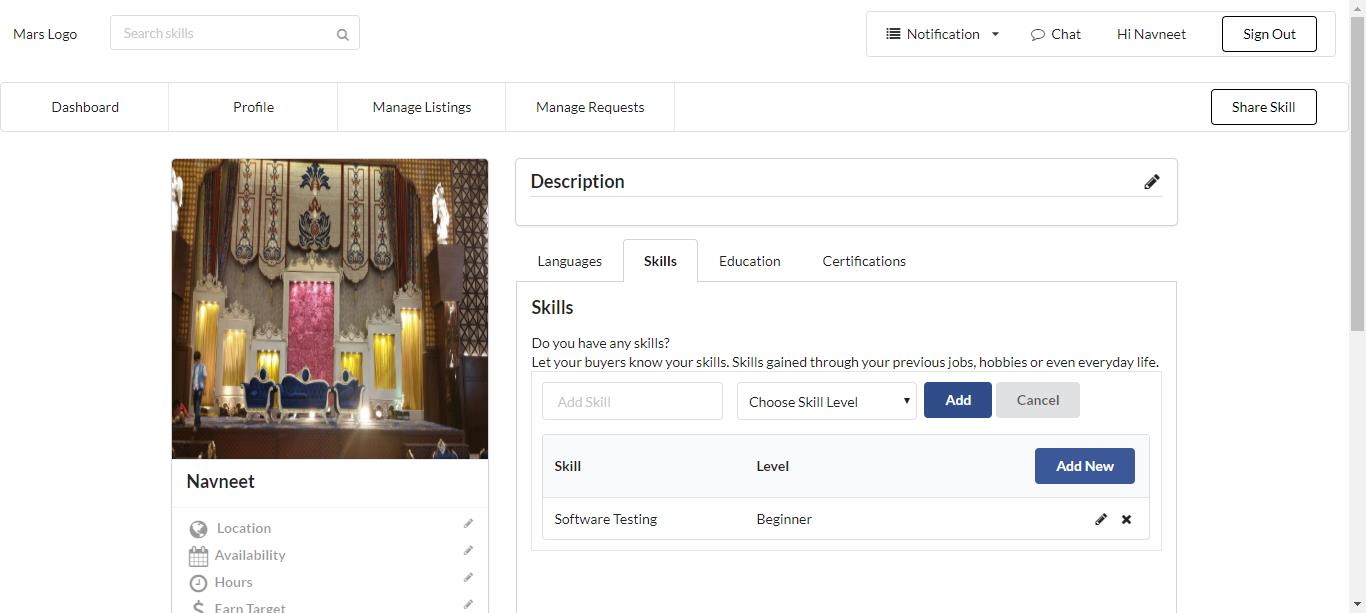 Mars Logo
Search skills
Notification
Chat
Hi Navneet
Sign Out
Dashboard
Profile
Manage Listings
Manage Requests
Share Skill
Description
Languages
Skills
Education
Certifications
Skills
Do you have any skills?
Let your buyers know your skills. Skills gained through your previous jobs, hobbies or even everyday life.
Add Skill
Choose Skill Level
Add
Cancel
Skill
Level
Add New
Software Testing
Beginner
Navneet
Location
Availability
Hours
Earn Target